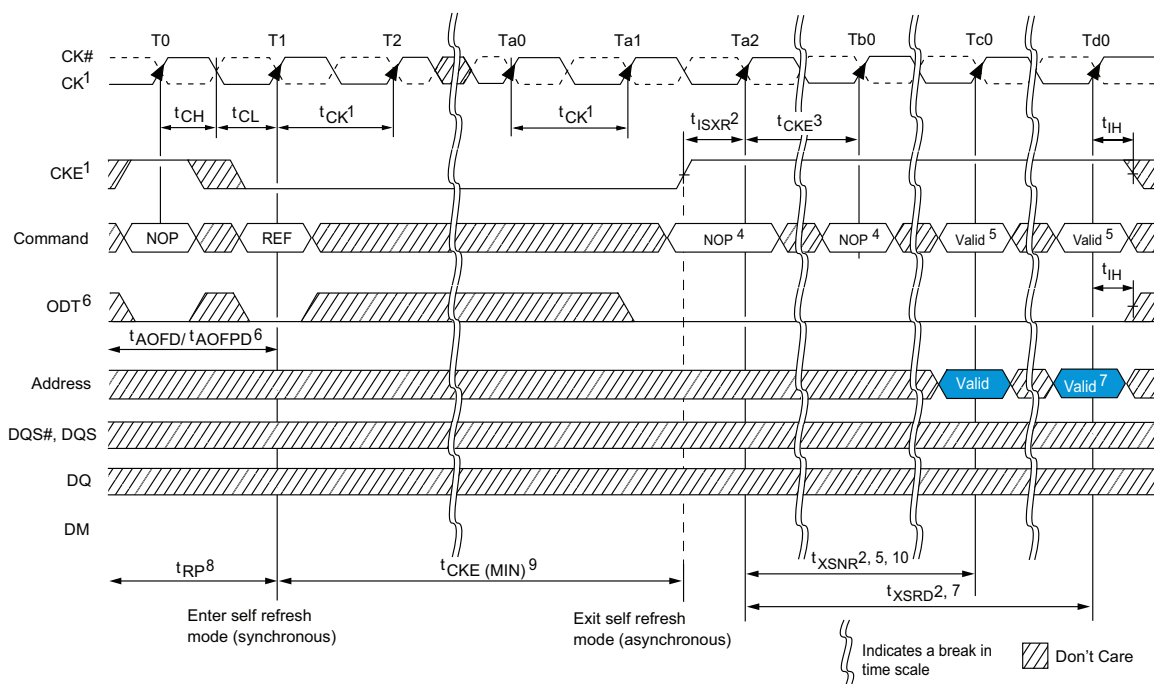 T0 T1 T2 Ta0 Ta1 Ta2 Tb0 Tc0 Td0
CK#
CK1
tCH tCL tCK1 tCK1 tISXR2 tCKE3 tIH
CKE1
Command NOP REF NOP 4 NOP 4 Valid 5 Valid 5
tIH
ODT6
tAOFD/ tAOFPD6
Address Valid Valid 7
DQS#, DQS
DQ
DM
tRP8 tCKE (MIN) 9 tXSNR2, 5, 10
tXSRD2, 7
Enter self refresh
mode (synchronous)
Exit self refresh
mode (asynchronous)
Indicates a break in
time scale
Don't Care